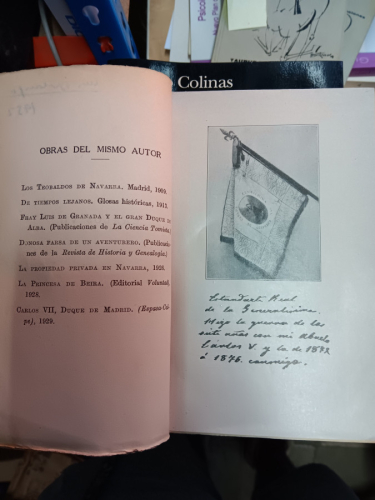 Colinas
OBRAS DEL MISMO AUTOR
Los Teobaldos de Navarra. Madrid, 1909.
De tiempos lejanos. Glosas históricas, 1913.
Fray Luis de Granada y el gran Duque de
Alba. (Publicaciones de La Ciencia Tomista)
Donosa farsa de un aventurero. (Publicacio-
nes de la Revista de Historia y Genealogía.)
La propiedad privada en Navarra, 1928.
La Princesa de Beira. (Editorial Voluntad,
1928.
Carlos VII, Duque de Madrid. (Espasa-Cal-
pe), 1929.
Estandarte Real
de la Generalísima.
Hizo la guerra de los
siete años con mi Abuelo
Carlos V. y la de 1872
á 1876. conmigo.